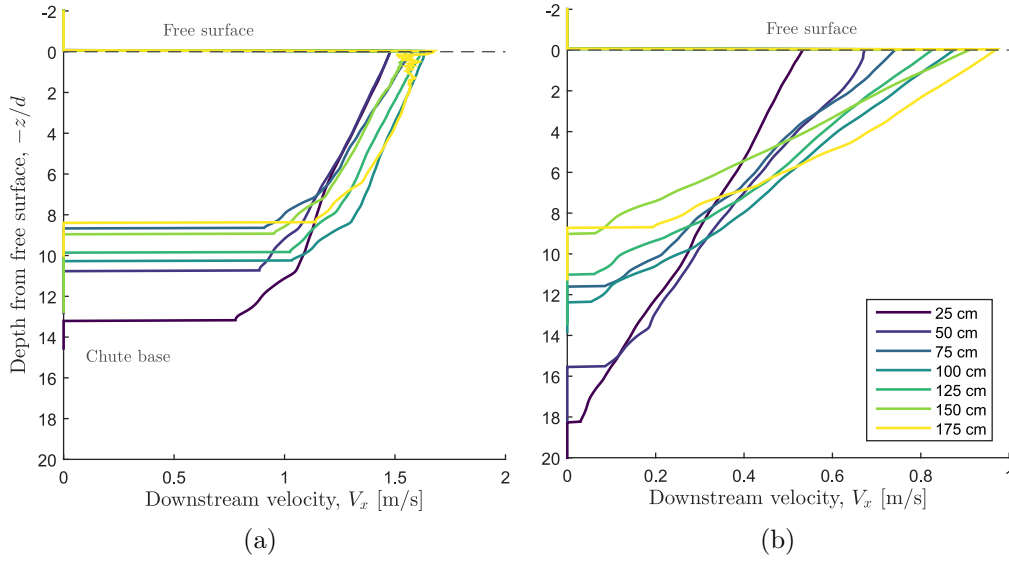 Free surface
-2
0
2
4
6
8
10
12
14
16
18
20
Depth from free surface, −z/d
Chute base
0
0.5
1
1.5
2
Downstream velocity, Vₓ [m/s]
(a)
Free surface
-2
0
2
4
6
8
10
12
14
16
18
20
25 cm
50 cm
75 cm
100 cm
125 cm
150 cm
175 cm
0
0.2
0.4
0.6
0.8
1
Downstream velocity, Vₓ [m/s]
(b)